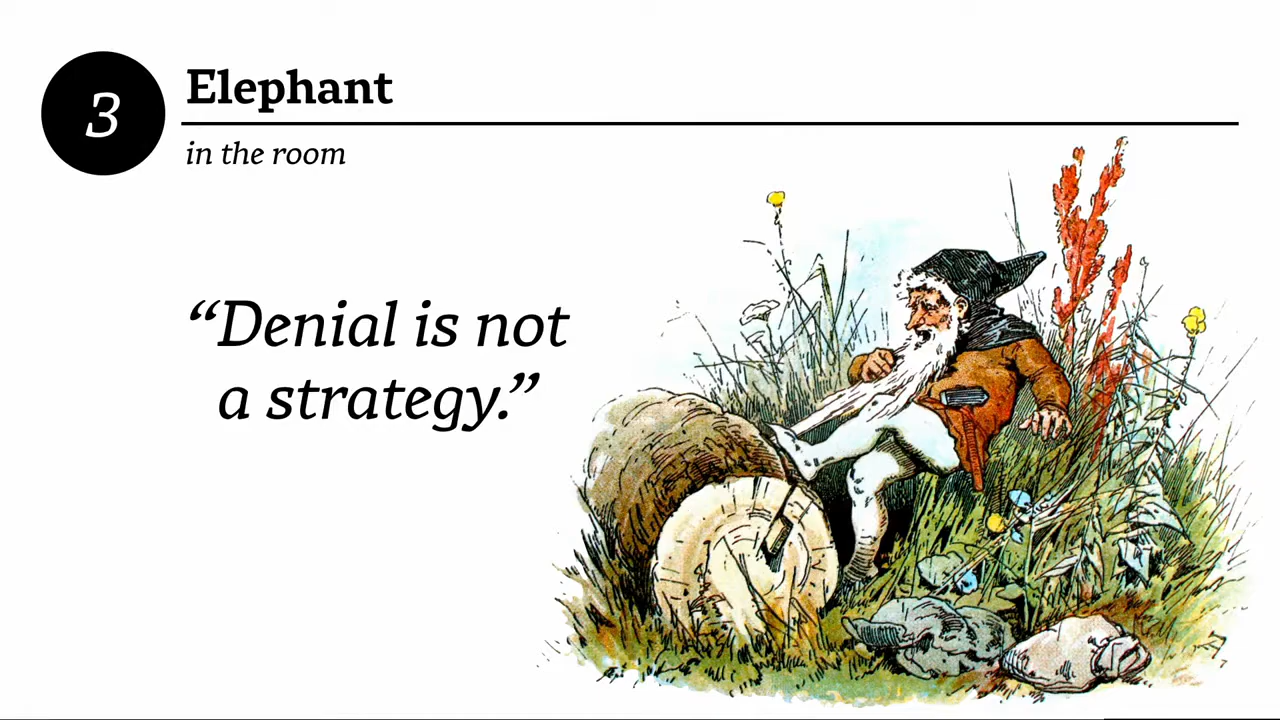 3
Elephant
in the room
“Denial is not
a strategy.”